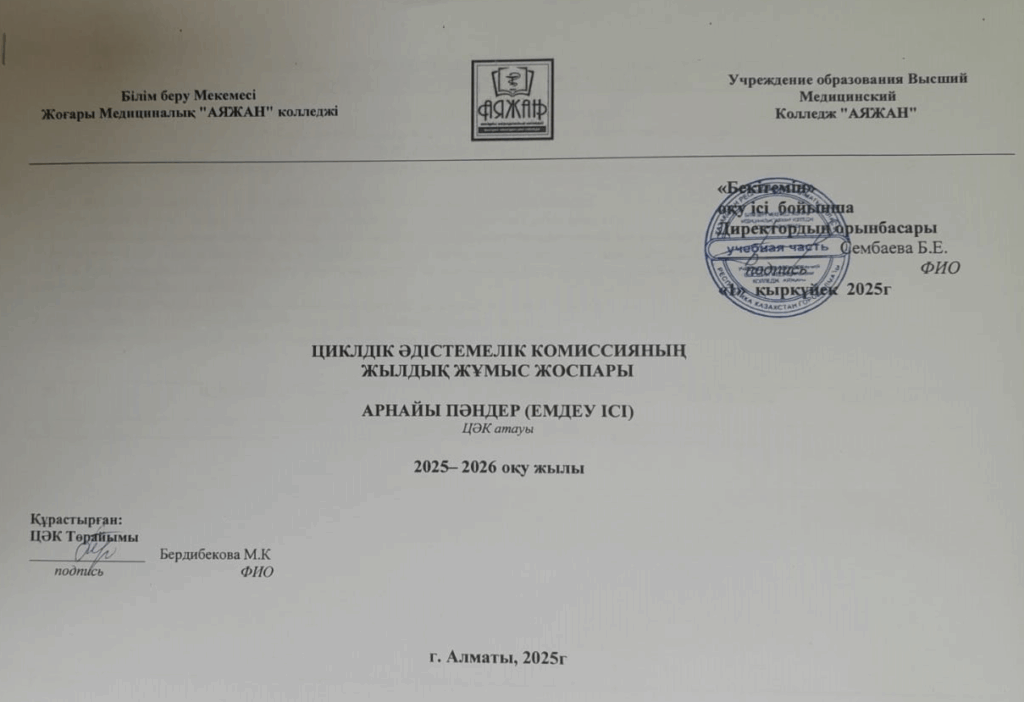 Білім беру Мекемесі
Жоғары Медициналық "АЯЖАН" колледжі
АЯЖАН
Учреждение образования Высший
Медицинский
Колледж "АЯЖАН"
«Бекітемін»
оқу ісі бойынша
Директордың орынбасары
учебная часть
Сембаева Б.Е.
подпись
ФИО
«1» қыркүйек 2025г
ЦИКЛДІК ӘДІСТЕМЕЛІК КОМИССИЯНЫҢ
ЖЫЛДЫҚ ЖҰМЫС ЖОСПАРЫ
АРНАЙЫ ПӘНДЕР (ЕМДЕУ ІСІ)
ЦӘК атауы
2025– 2026 оқу жылы
Құрастырған:
ЦӘК Төрайымы
Бердибекова М.К
подпись
ФИО
г. Алматы, 2025г